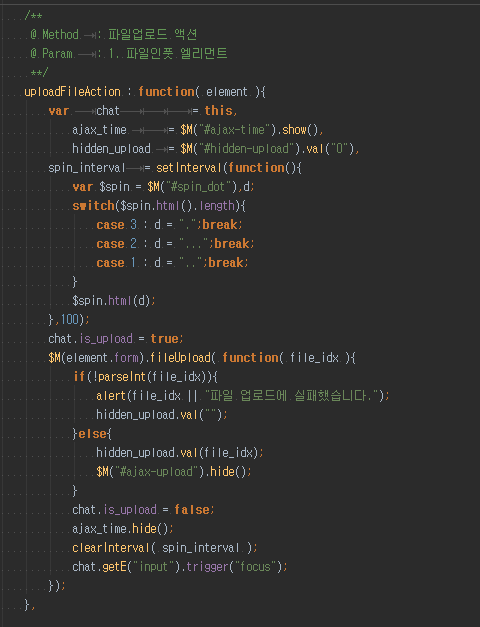 /**
@ Method : 파일업로드 액션
@ Param : 1. 파일인풋 엘리먼트
**/
uploadFileAction : function( element ){
var chat = this,
ajax_time = $M("#ajax-time").show(),
hidden_upload = $M("#hidden-upload").val("0"),
spin_interval = setInterval(function(){
var $spin = $M("#spin_dot"),d;
switch($spin.html().length){
case 3 : d = ".";break;
case 2 : d = "...";break;
case 1 : d = "..";break;
}
$spin.html(d);
},100);
chat.is_upload = true;
$M(element.form).fileUpload( function( file_idx ){
if(!parseInt(file_idx)){
alert(file_idx || "파일 업로드에 실패했습니다.");
hidden_upload.val("");
}else{
hidden_upload.val(file_idx);
$M("#ajax-upload").hide();
}
chat.is_upload = false;
ajax_time.hide();
clearInterval( spin_interval );
chat.getE("input").trigger("focus");
});
},